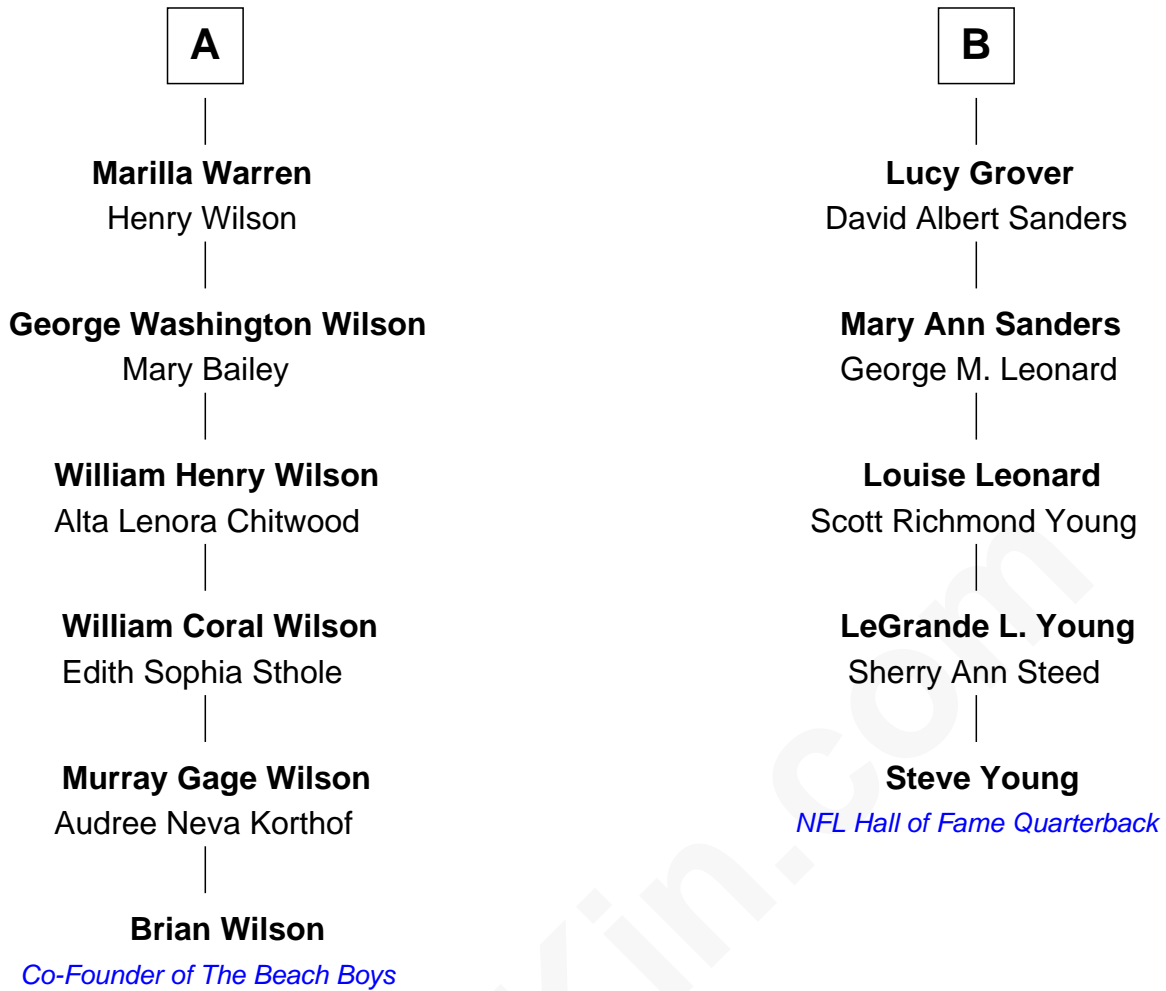 A
Marilla Warren
Henry Wilson
George Washington Wilson
Mary Bailey
William Henry Wilson
Alta Lenora Chitwood
William Coral Wilson
Edith Sophia Sthole
Murray Gage Wilson
Audree Neva Korthof
Brian Wilson
Co-Founder of The Beach Boys
B
Lucy Grover
David Albert Sanders
Mary Ann Sanders
George M. Leonard
Louise Leonard
Scott Richmond Young
LeGrande L. Young
Sherry Ann Steed
Steve Young
NFL Hall of Fame Quarterback
Kin.com